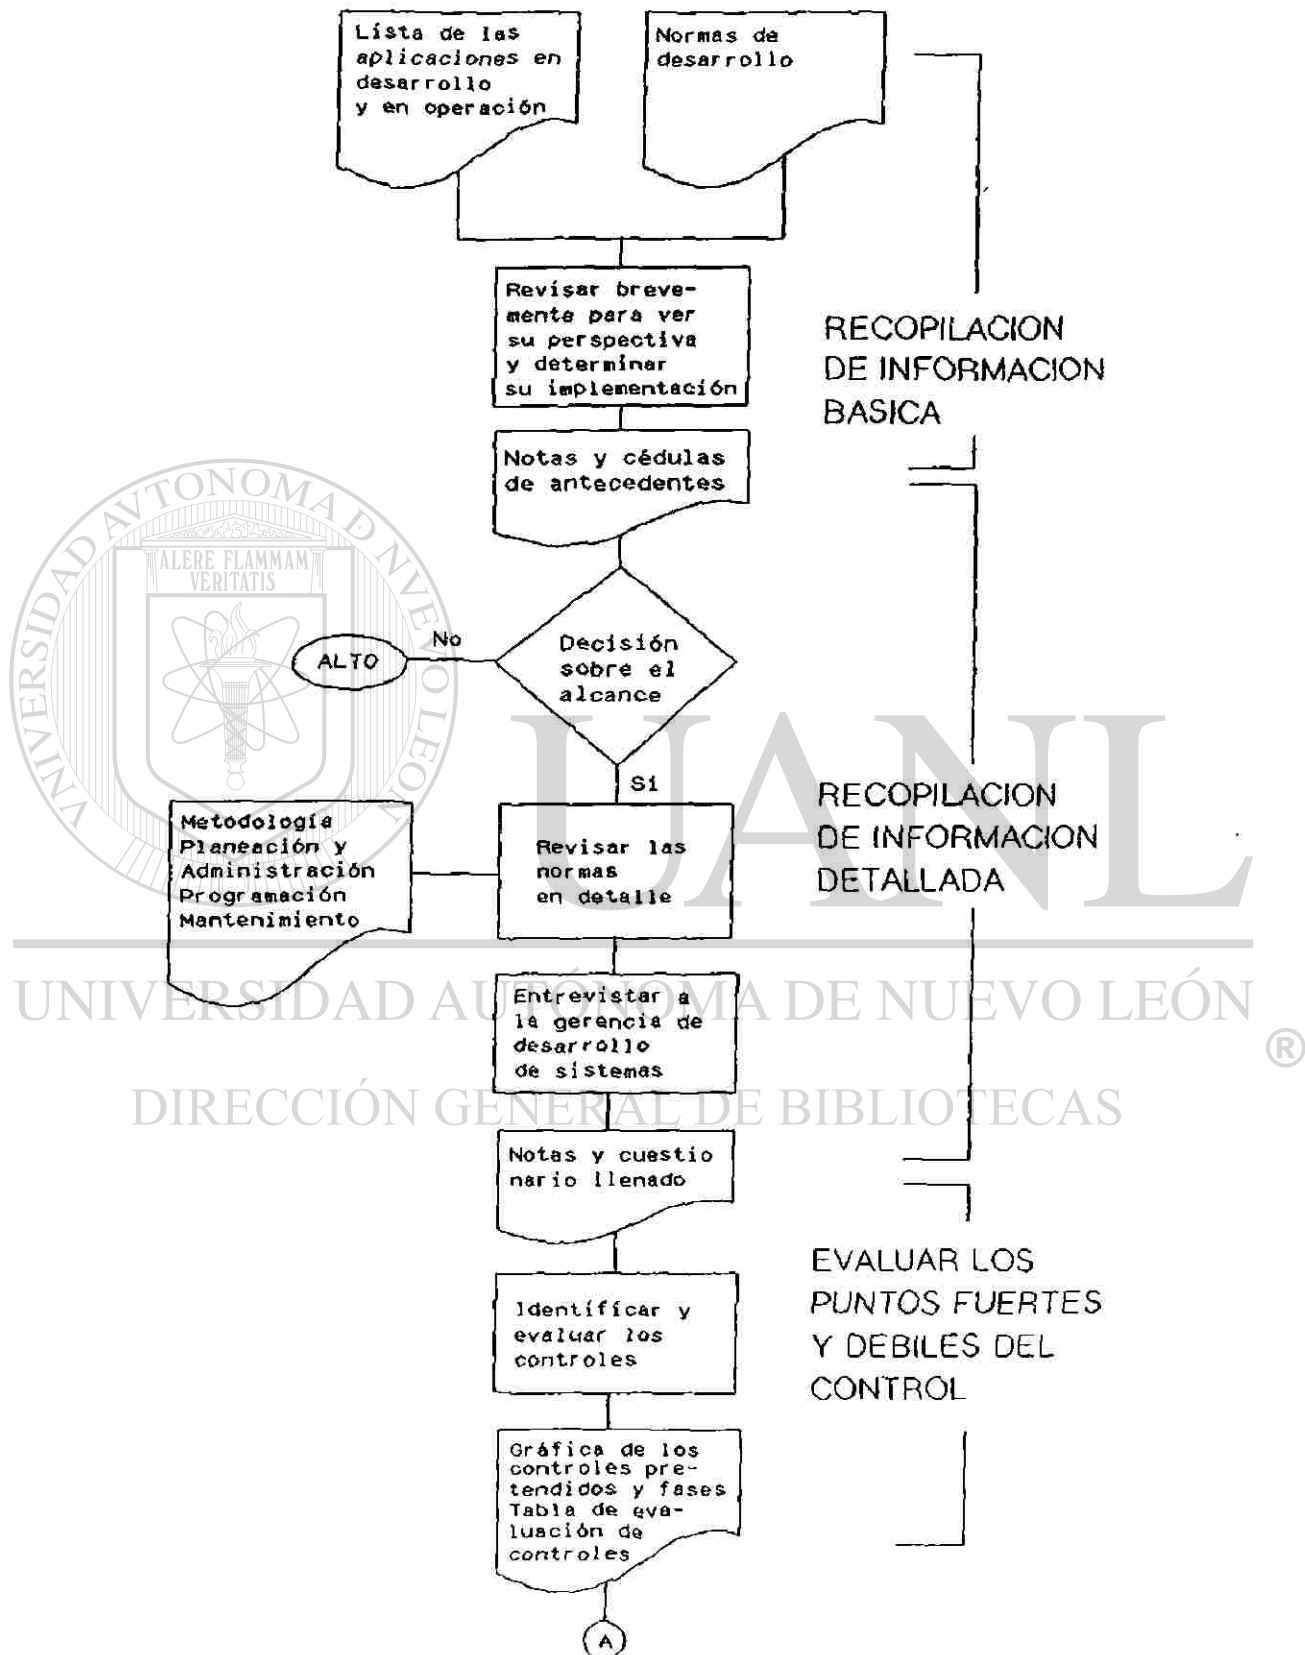 Lista de las
aplicaciones en
desarrollo
y en operación
Normas de
desarrollo
Revisar breve-
mente para ver
su perspectiva
y determinar
su implementación
RECOPILACION
DE INFORMACION
BASICA
Notas y cédulas
de antecedentes
UNIVERSIDAD AVTONOMA D NVEVO LEON
ALERE FLAMMAM
VERITATIS
No
ALTO
Decisión
sobre el
alcance
Si
UANL
RECOPILACION
DE INFORMACION
DETALLADA
Metodología
Planeación y
Administración
Programación
Mantenimiento
Revisar las
normas
en detalle
UNIVERSIDAD AUTÓNOMA DE NUEVO LEÓN
®
Entrevistar a
la gerencia de
desarrollo
de sistemas
DIRECCIÓN GENERAL DE BIBLIOTECAS
Notas y cuestio
nario llenado
EVALUAR LOS
PUNTOS FUERTES
Y DEBILES DEL
CONTROL
Identificar y
evaluar los
controles
Gráfica de los
controles pre-
tendidos y fases
Tabla de eva-
luación de
controles
A